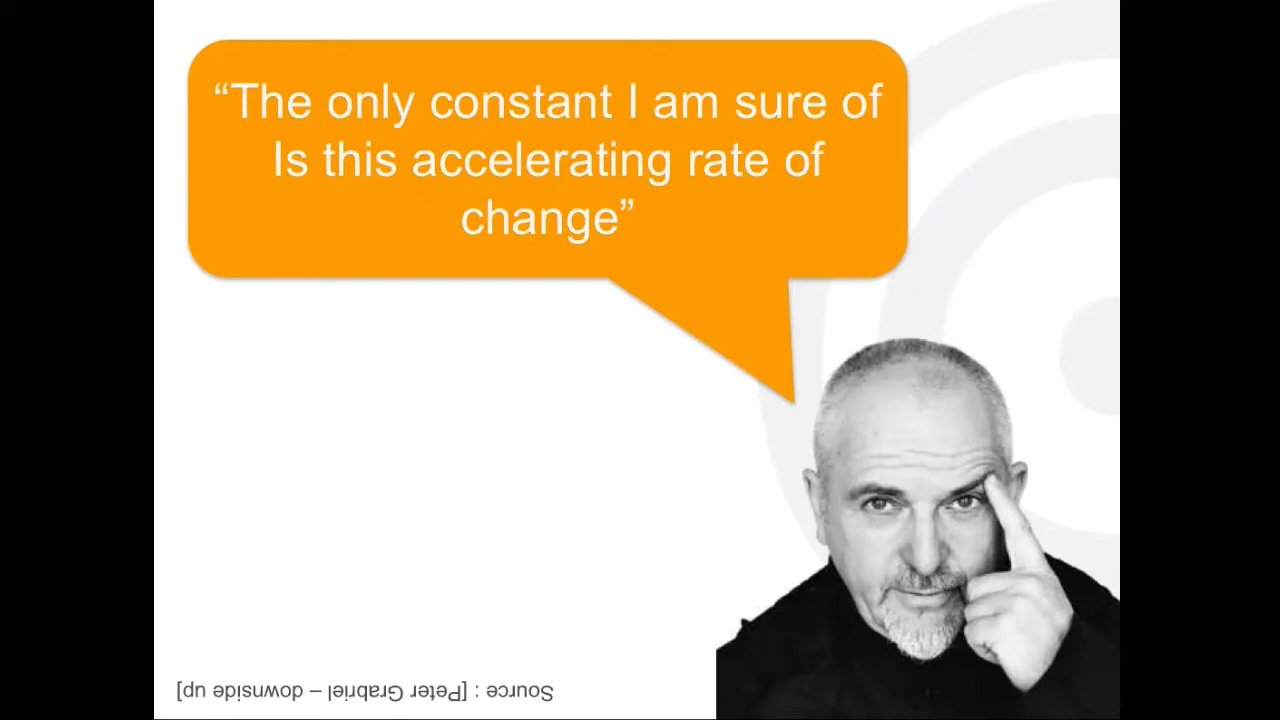 “The only constant I am sure of
Is this accelerating rate of
change”
Source : [Peter Grabriel – downside up]